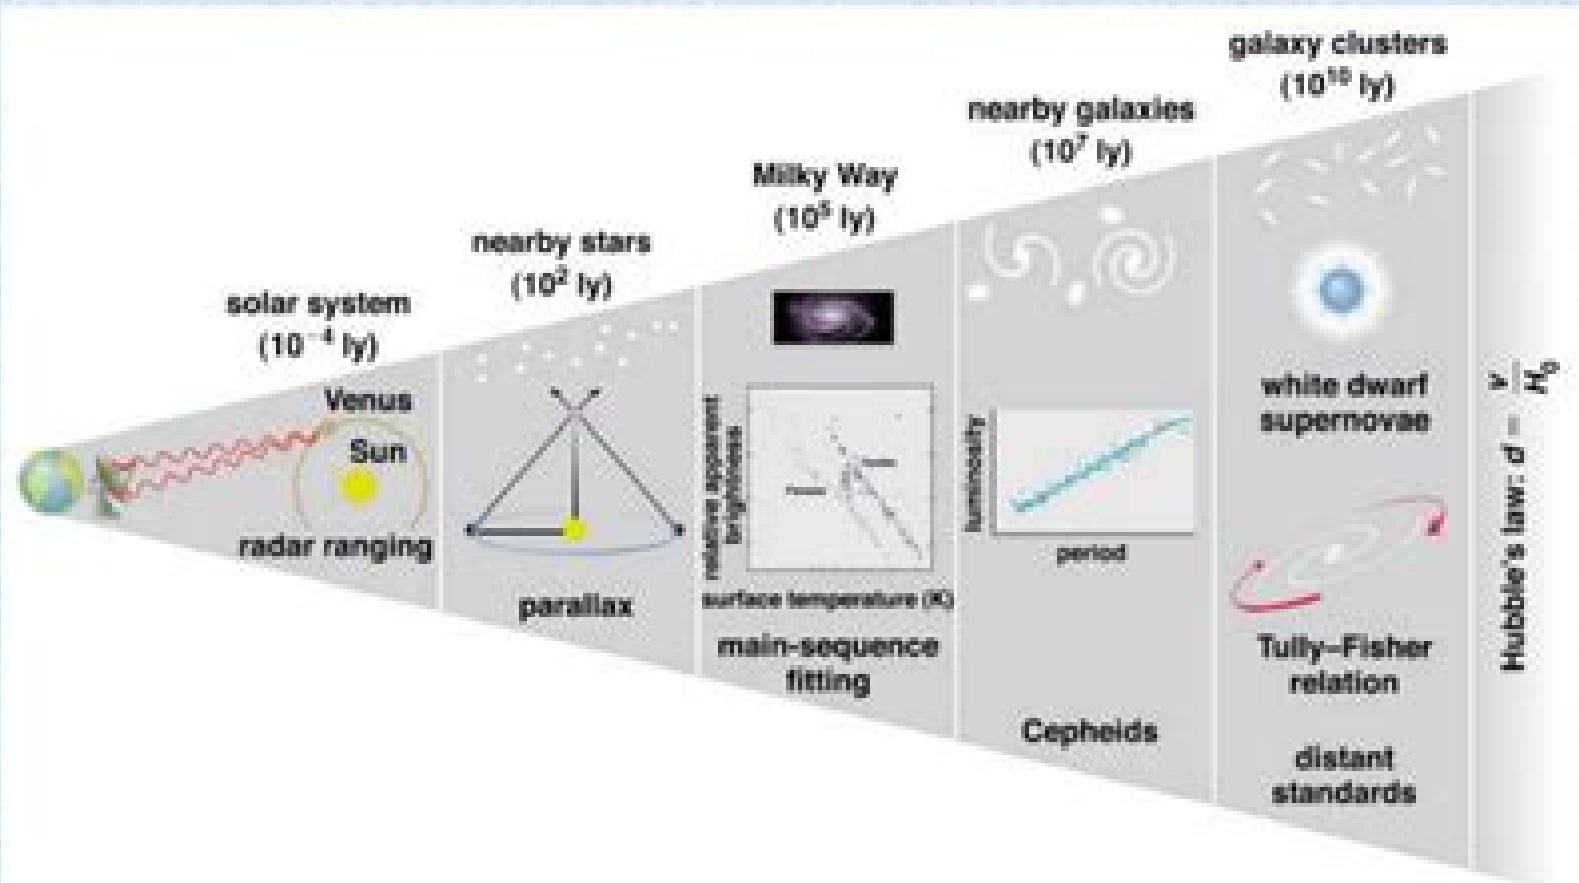 solar system
(10⁻⁴ ly)
Venus
Sun
radar ranging
nearby stars
(10² ly)
parallax
Milky Way
(10⁵ ly)
relative apparent
brightness
surface temperature (K)
main-sequence
fitting
nearby galaxies
(10⁷ ly)
luminosity
period
Cepheids
galaxy clusters
(10¹⁰ ly)
white dwarf
supernovae
Tully–Fisher
relation
distant
standards
Hubble's law: d = v/H₀